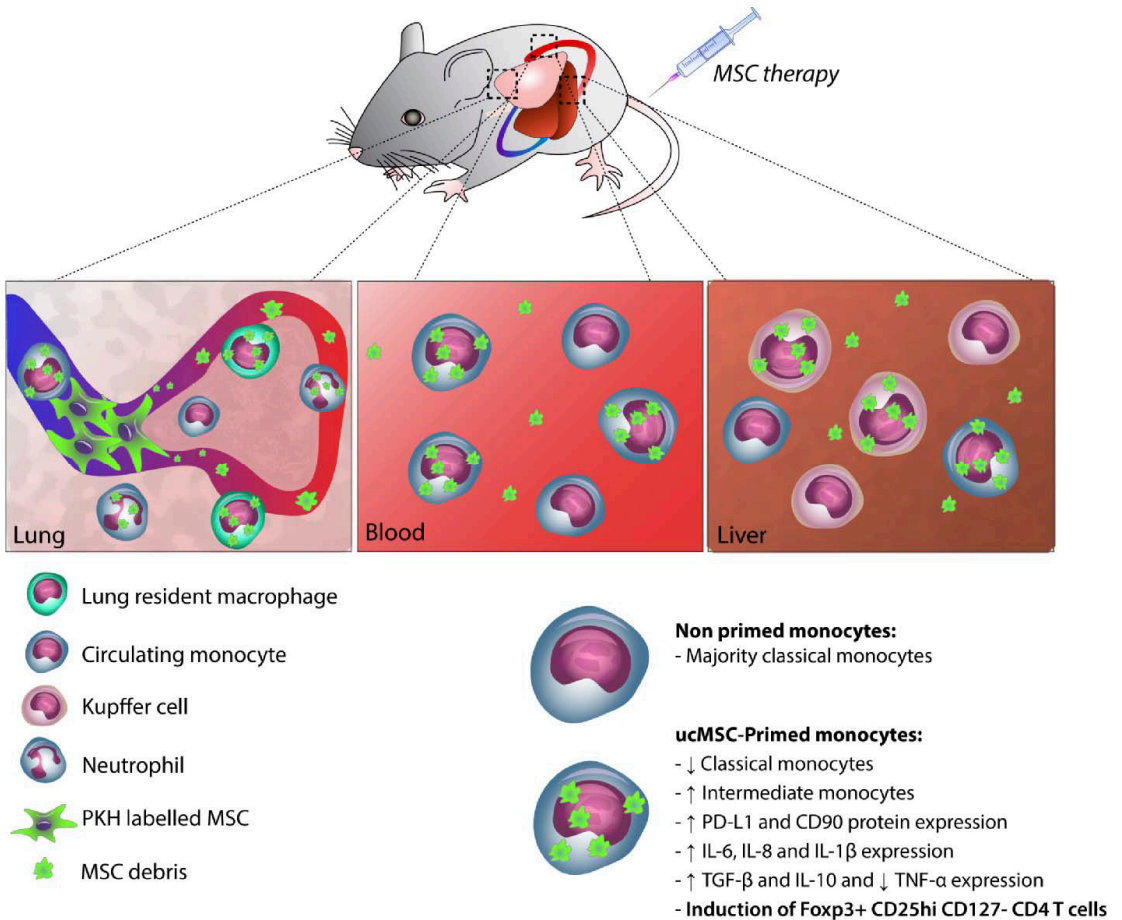 MSC therapy
Lung
Blood
Liver
Lung resident macrophage
Circulating monocyte
Kupffer cell
Neutrophil
PKH labelled MSC
MSC debris
Non primed monocytes:
- Majority classical monocytes
ucMSC-Primed monocytes:
- ↓ Classical monocytes
- ↑ Intermediate monocytes
- ↑ PD-L1 and CD90 protein expression
- ↑ IL-6, IL-8 and IL-1β expression
- ↑ TGF-β and IL-10 and ↓ TNF-α expression
- Induction of Foxp3+ CD25hi CD127- CD4 T cells